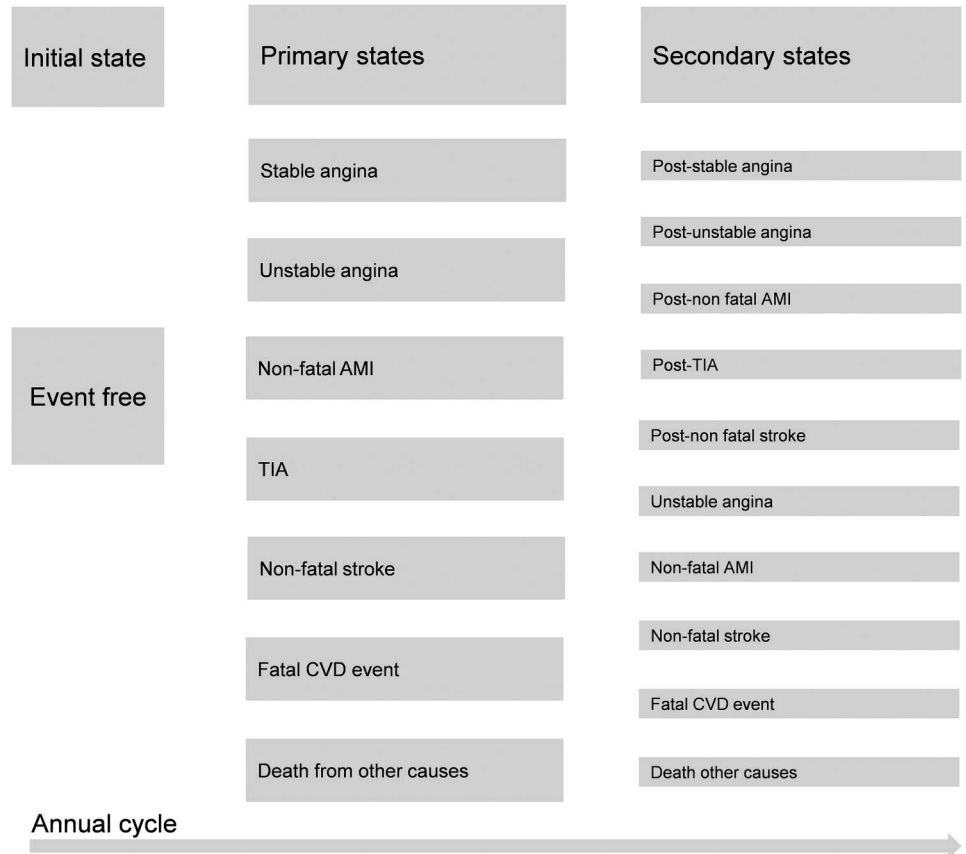 Initial state
Primary states
Secondary states
Event free
Stable angina
Unstable angina
Non-fatal AMI
TIA
Non-fatal stroke
Fatal CVD event
Death from other causes
Post-stable angina
Post-unstable angina
Post-non fatal AMI
Post-TIA
Post-non fatal stroke
Unstable angina
Non-fatal AMI
Non-fatal stroke
Fatal CVD event
Death other causes
Annual cycle